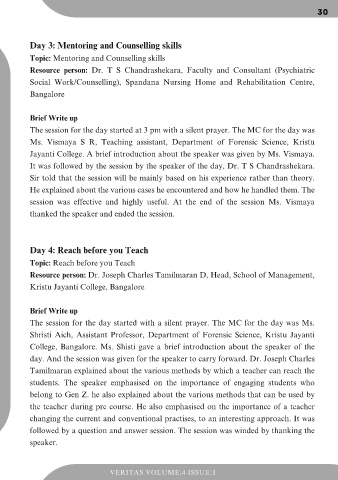 30
Day 3: Mentoring and Counselling skills
Topic: Mentoring and Counselling skills
Resource person: Dr. T S Chandrashekara, Faculty and Consultant (Psychiatric
Social Work/Counselling), Spandana Nursing Home and Rehabilitation Centre,
Bangalore
Brief Write up
The session for the day started at 3 pm with a silent prayer. The MC for the day was
Ms. Vismaya S R, Teaching assistant, Department of Forensic Science, Kristu
Jayanti College. A brief introduction about the speaker was given by Ms. Vismaya.
It was followed by the session by the speaker of the day, Dr. T S Chandrashekara.
Sir told that the session will be mainly based on his experience rather than theory.
He explained about the various cases he encountered and how he handled them. The
session was effective and highly useful. At the end of the session Ms. Vismaya
thanked the speaker and ended the session.
Day 4: Reach before you Teach
Topic: Reach before you Teach
Resource person: Dr. Joseph Charles Tamilmaran D, Head, School of Management,
Kristu Jayanti College, Bangalore
Brief Write up
The session for the day started with a silent prayer. The MC for the day was Ms.
Shristi Aich, Assistant Professor, Department of Forensic Science, Kristu Jayanti
College, Bangalore. Ms. Shisti gave a brief introduction about the speaker of the
day. And the session was given for the speaker to carry forward. Dr. Joseph Charles
Tamilmaran explained about the various methods by which a teacher can reach the
students. The speaker emphasised on the importance of engaging students who
belong to Gen Z. he also explained about the various methods that can be used by
the teacher during pre course. He also emphasised on the importance of a teacher
changing the current and conventional practises, to an interesting approach. It was
followed by a question and answer session. The session was winded by thanking the
speaker.
VERITAS VOLUME:4 ISSUE:1